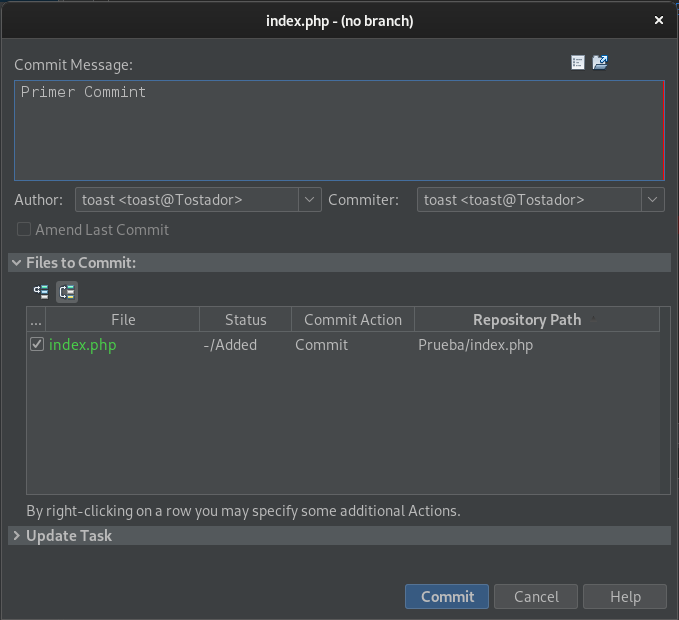 index.php - (no branch)
Commit Message:
Primer Commint
Author: toast <toast@Tostador> Commiter: toast <toast@Tostador>
Amend Last Commit
Files to Commit:
... File Status Commit Action Repository Path
index.php -/Added Commit Prueba/index.php
By right-clicking on a row you may specify some additional Actions.
Update Task
Commit Cancel Help